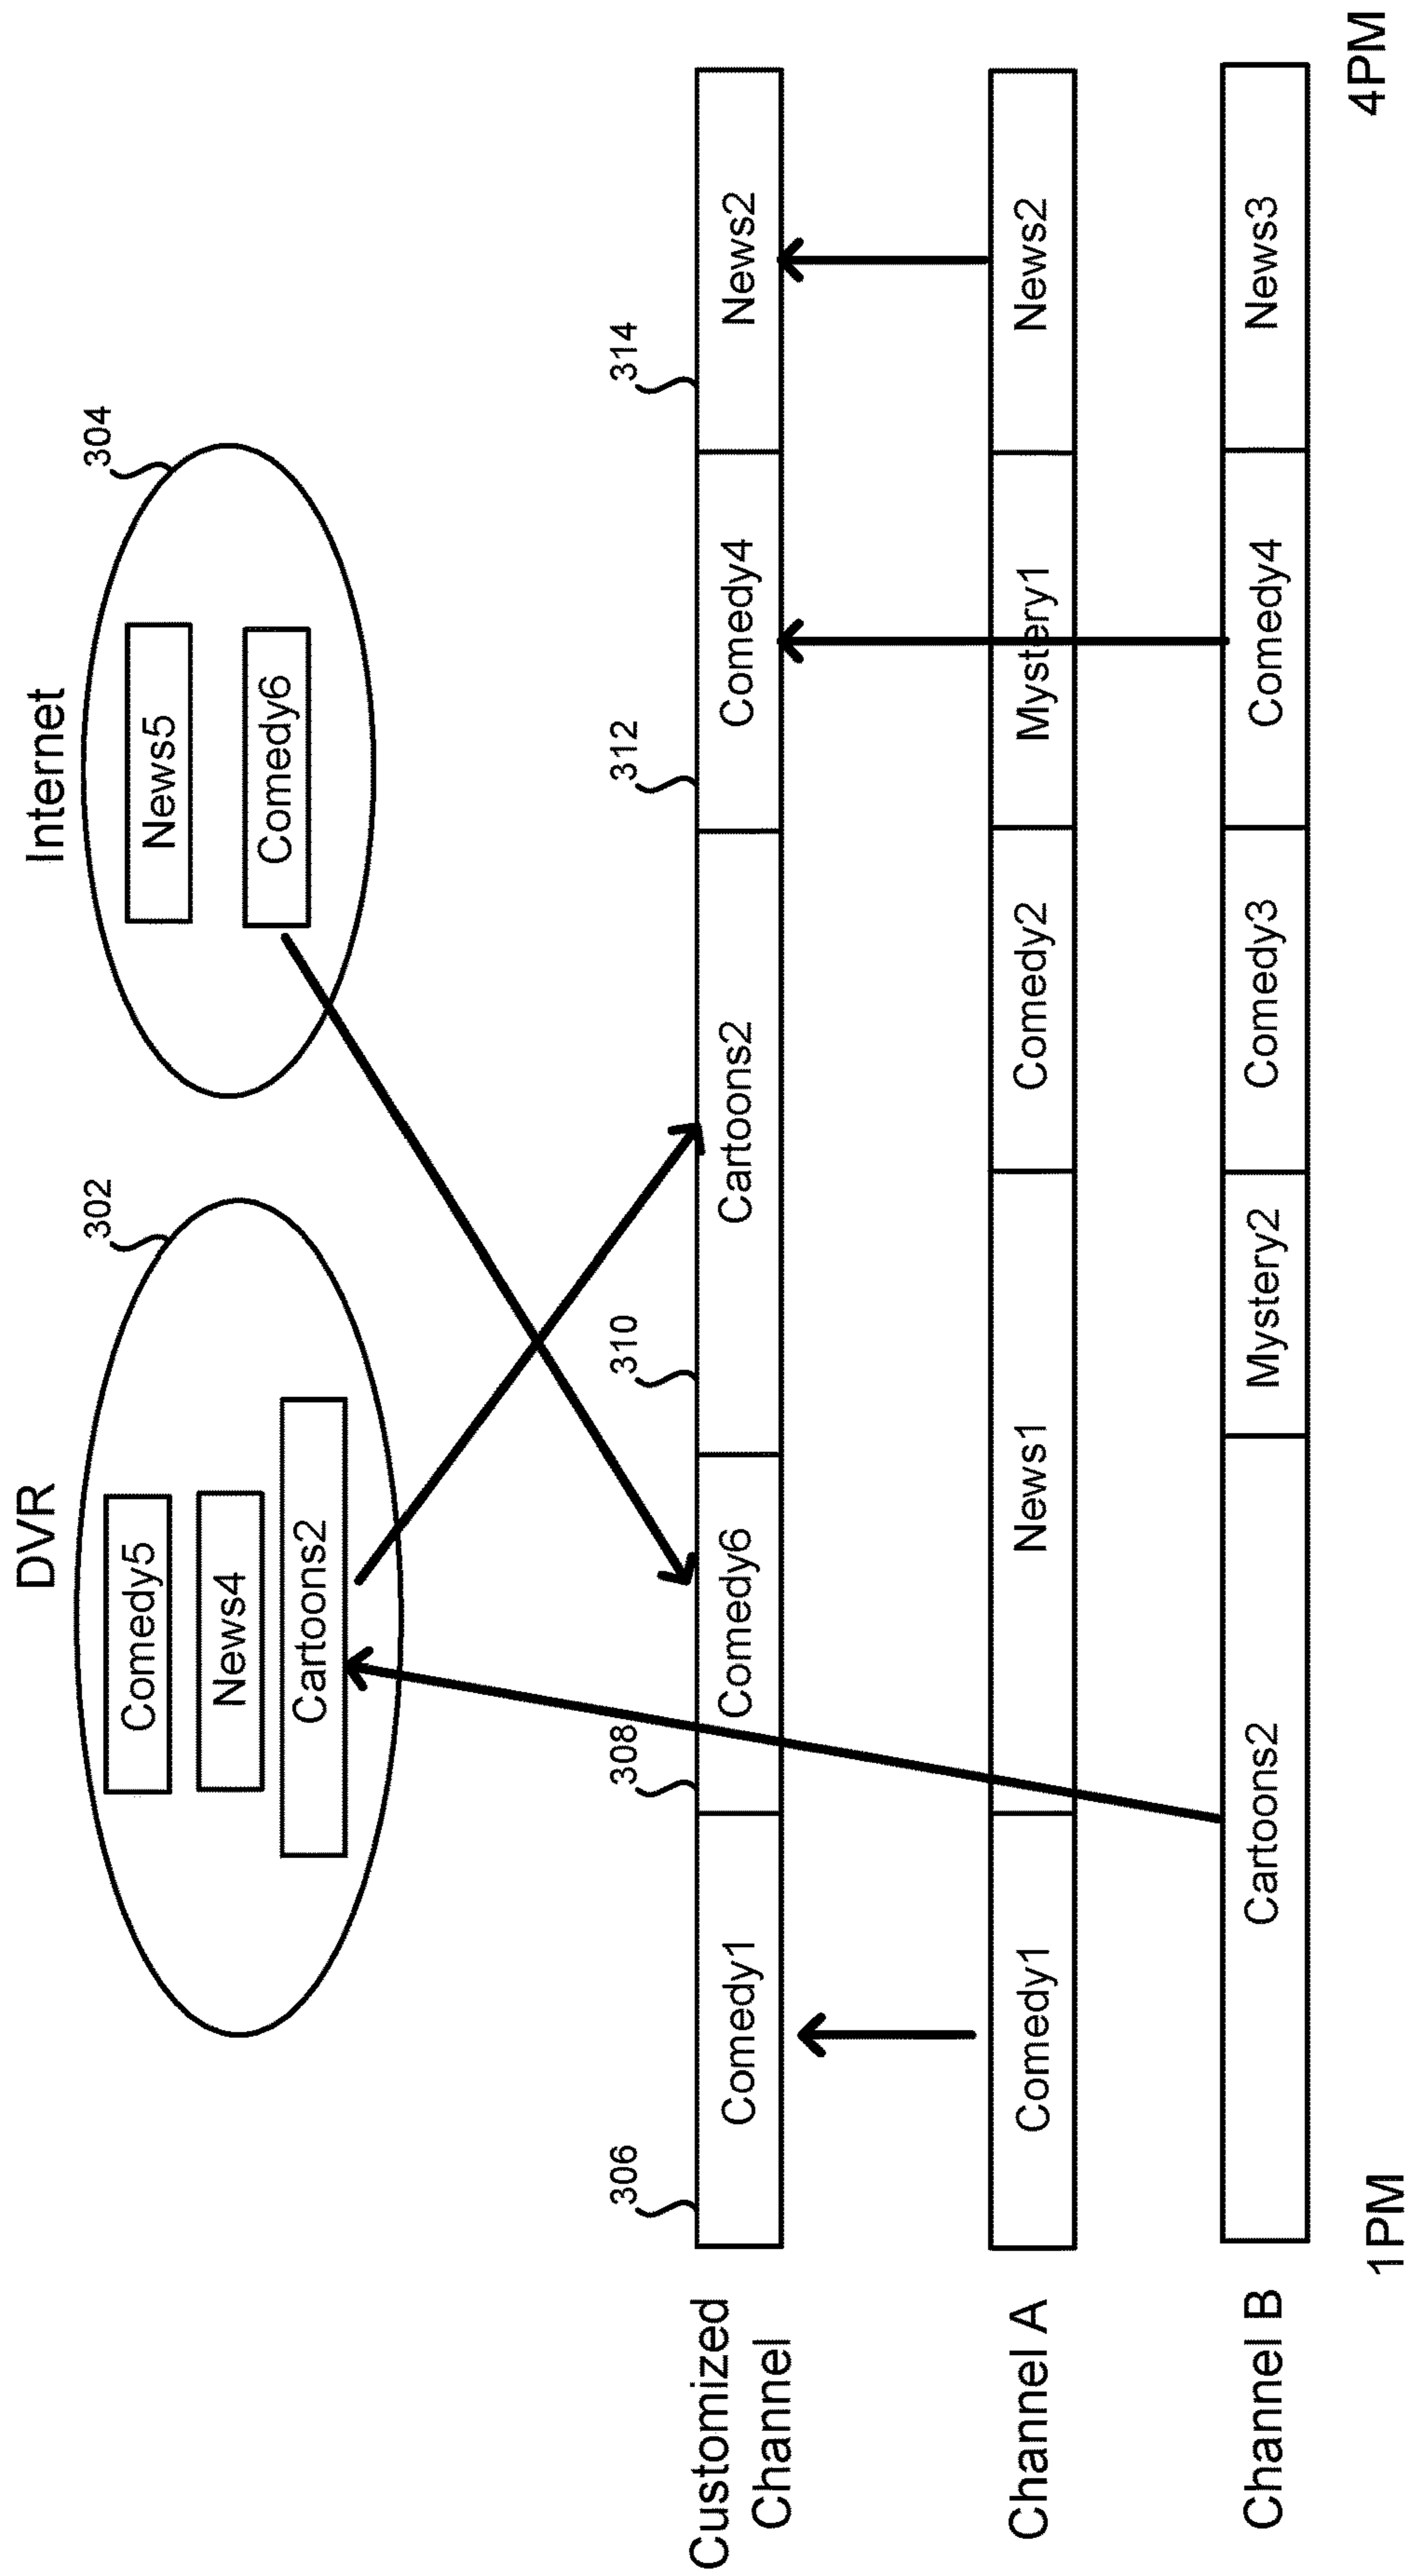 DVR
Internet
302
304
Comedy5
News4
Cartoons2
News5
Comedy6
306
308
310
312
314
Customized
Channel
Comedy1
Comedy6
Cartoons2
Comedy4
News2
Channel A
Comedy1
News1
Comedy2
Mystery1
News2
Channel B
Cartoons2
Mystery2
Comedy3
Comedy4
News3
1PM
4PM